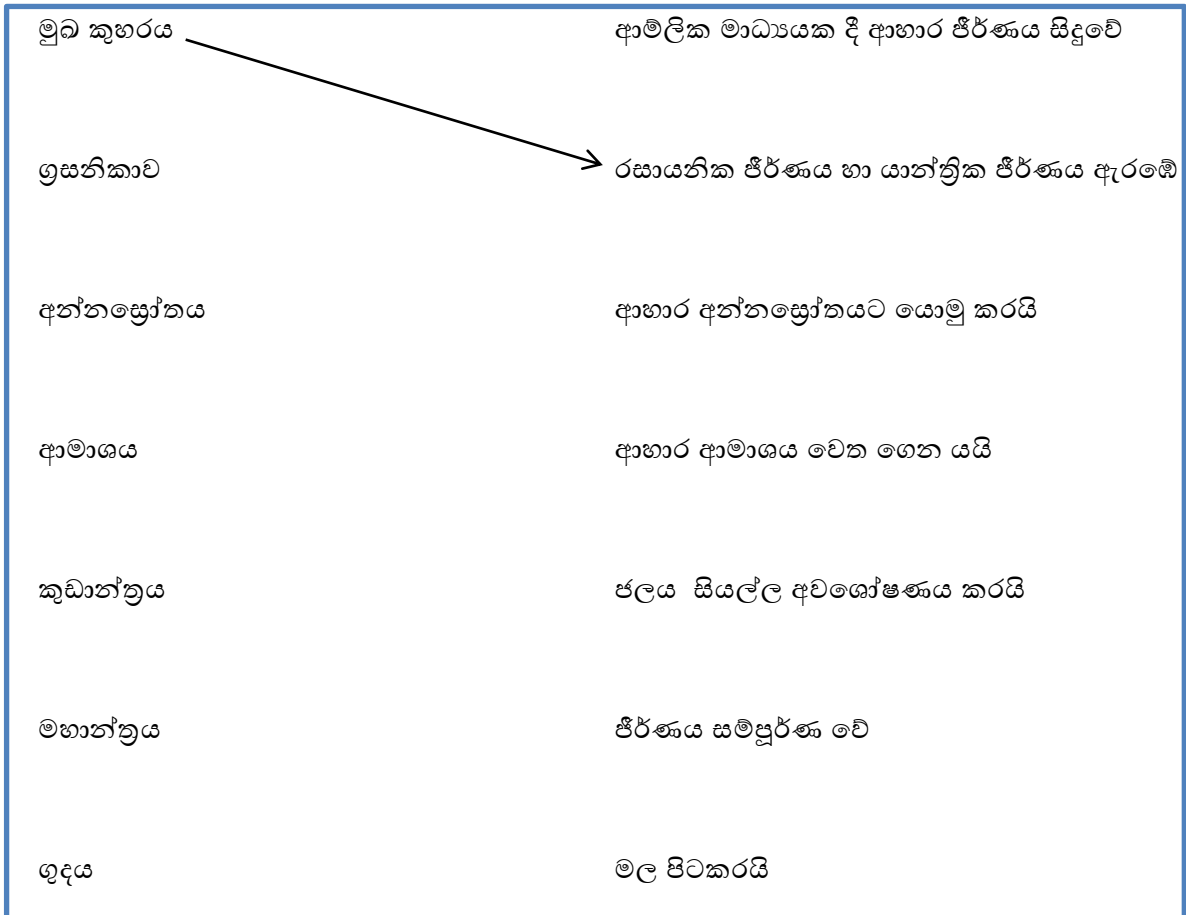 මුඛ කුහරය
ආම්ලික මාධ්‍යයක දී ආහාර ජීර්ණය සිදුවේ
ග්‍රසනිකාව
රසායනික ජීර්ණය හා යාන්ත්‍රික ජීර්ණය ඇරඹේ
අන්නස්‍රෝතය
ආහාර අන්නස්‍රෝතයට යොමු කරයි
ආමාශය
ආහාර ආමාශය වෙත ගෙන යයි
කුඩාන්ත්‍රය
ජලය  සියල්ල අවශෝෂණය කරයි
මහාන්ත්‍රය
ජීර්ණය සම්පූර්ණ වේ
ගුදය
මල පිටකරයි